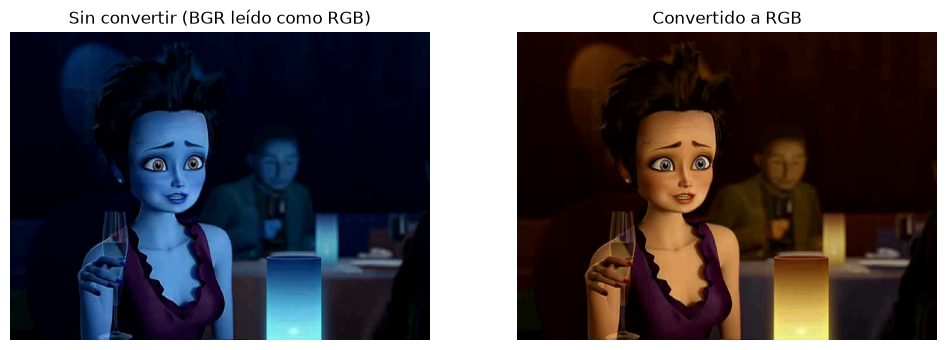 Sin convertir (BGR leído como RGB)
Convertido a RGB